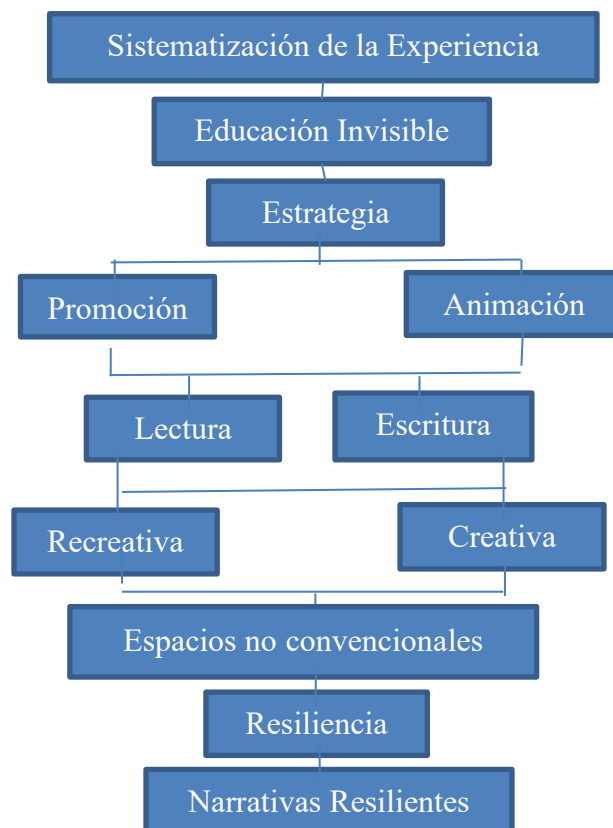 Sistematización de la Experiencia
Educación Invisible
Estrategia
Promoción
Animación
Lectura
Escritura
Recreativa
Creativa
Espacios no convencionales
Resiliencia
Narrativas Resilientes